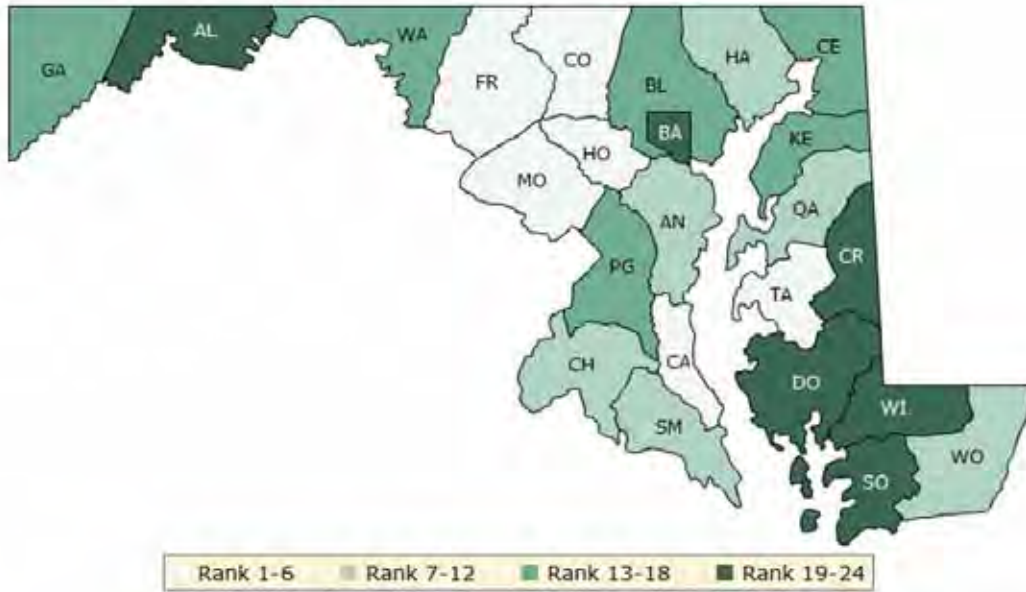 AL
WA
GA
FR
CO
HA
CE
BL
BA
KE
HO
MO
AN
QA
CR
PG
TA
CH
CA
DO
SM
WI
WO
SO
Rank 1-6 Rank 7-12 Rank 13-18 Rank 19-24